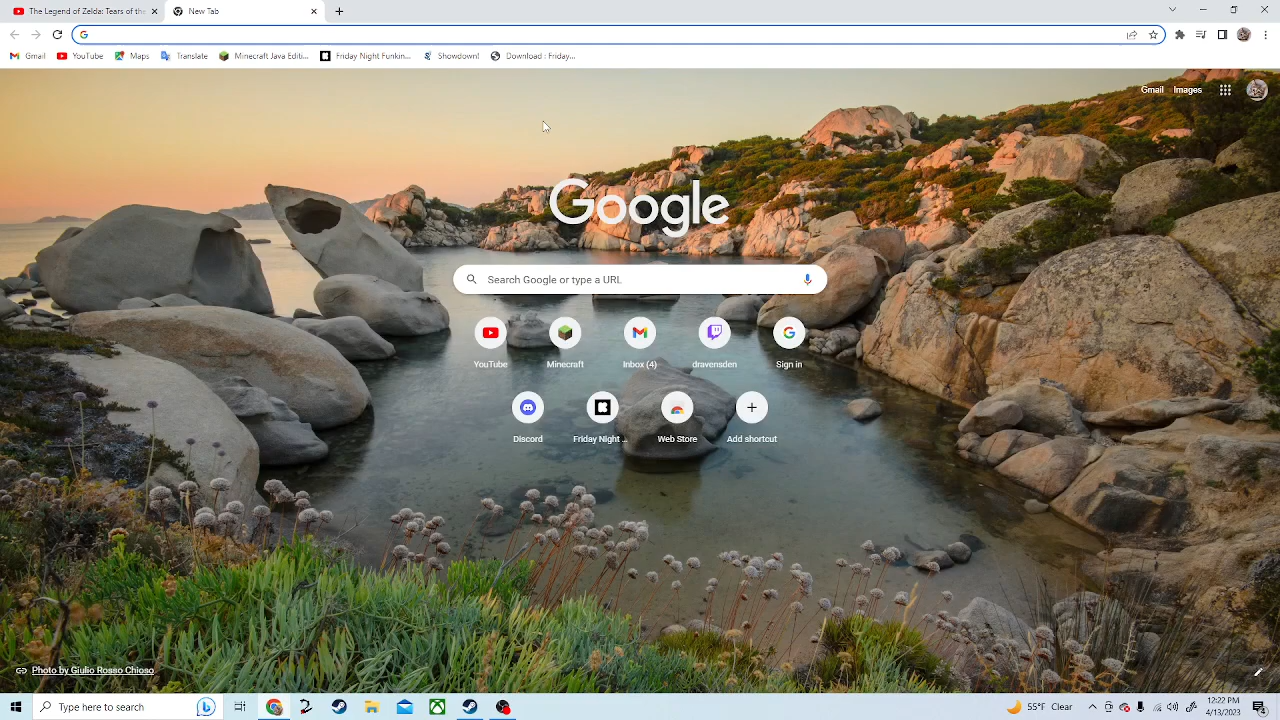 The Legend of Zelda: Tears of the
New Tab
Gmail
YouTube
Maps
Translate
Minecraft Java Editi...
Friday Night Funkin...
Showdown!
Download : Friday...
Gmail
Images
Google
Search Google or type a URL
YouTube
Minecraft
Inbox (4)
dravensden
Sign in
Discord
Friday Night ...
Web Store
Add shortcut
Photo by Giulio Rosso Chioso
Type here to search
55°F Clear
12:22 PM
4/13/2023